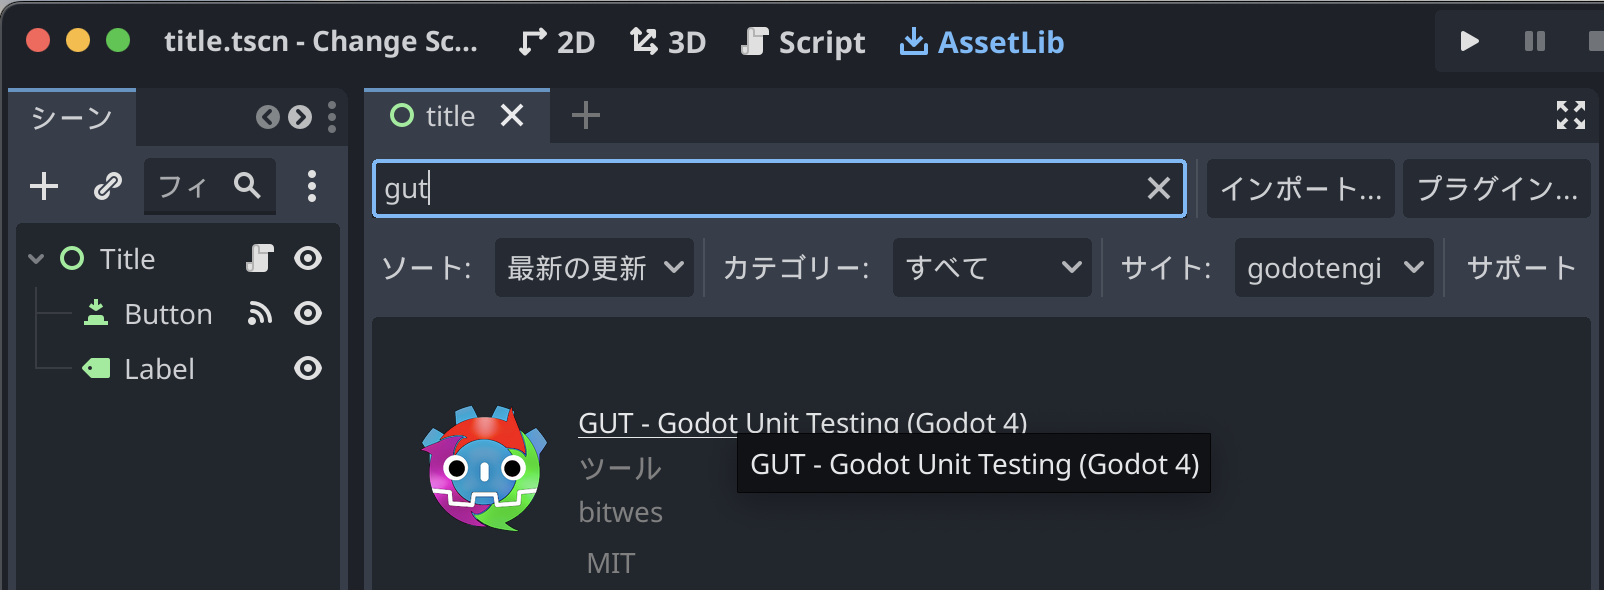 title.tscn - Change Sc...
2D
3D
Script
AssetLib
シーン
title
フィ
gut
インポート...
プラグイン...
ソート:
最新の更新
カテゴリー:
すべて
サイト:
godotengi
サポート
Title
Button
Label
GUT - Godot Unit Testing (Godot 4)
GUT - Godot Unit Testing (Godot 4)
ツール
bitwes
MIT